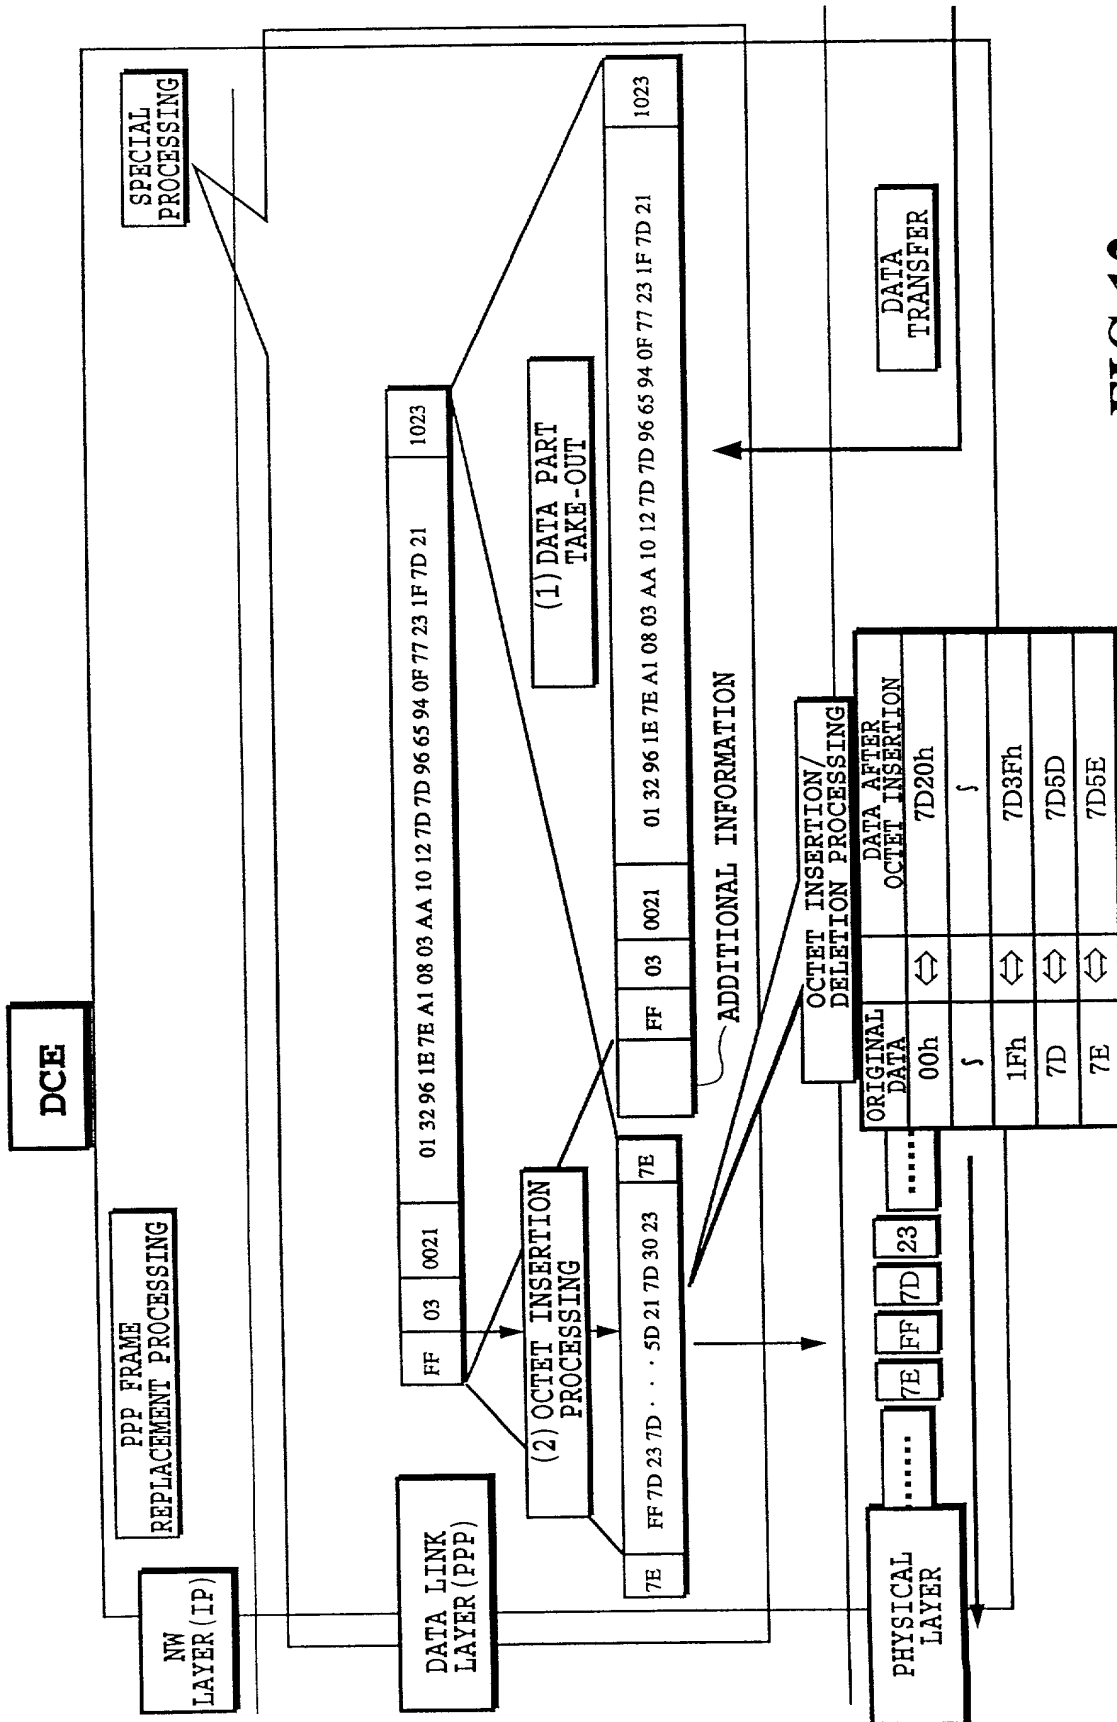 DCE
PPP FRAME
REPLACEMENT PROCESSING
SPECIAL
PROCESSING
NW
LAYER(IP)
DATA LINK
LAYER(PPP)
FF 03 0021 01 32 96 1E 7E A1 08 03 AA 10 12 7D 7D 96 65 94 0F 77 23 1F 7D 21 1023
(2)OCTET INSERTION
PROCESSING
(1)DATA PART
TAKE-OUT
7E FF 7D 23 7D · · · · 5D 21 7D 30 23 7E
FF 03 0021 01 32 96 1E 7E A1 08 03 AA 10 12 7D 7D 96 65 94 0F 77 23 1F 7D 21 1023
ADDITIONAL INFORMATION
OCTET INSERTION/
DELETION PROCESSING
DATA
TRANSFER
PHYSICAL
LAYER
....... 7E FF 7D 23 ......
ORIGINAL
DATA
DATA AFTER
OCTET INSERTION
00h ⇔ 7D20h
∫ ∫
1Fh ⇔ 7D3Fh
7D ⇔ 7D5D
7E ⇔ 7D5E